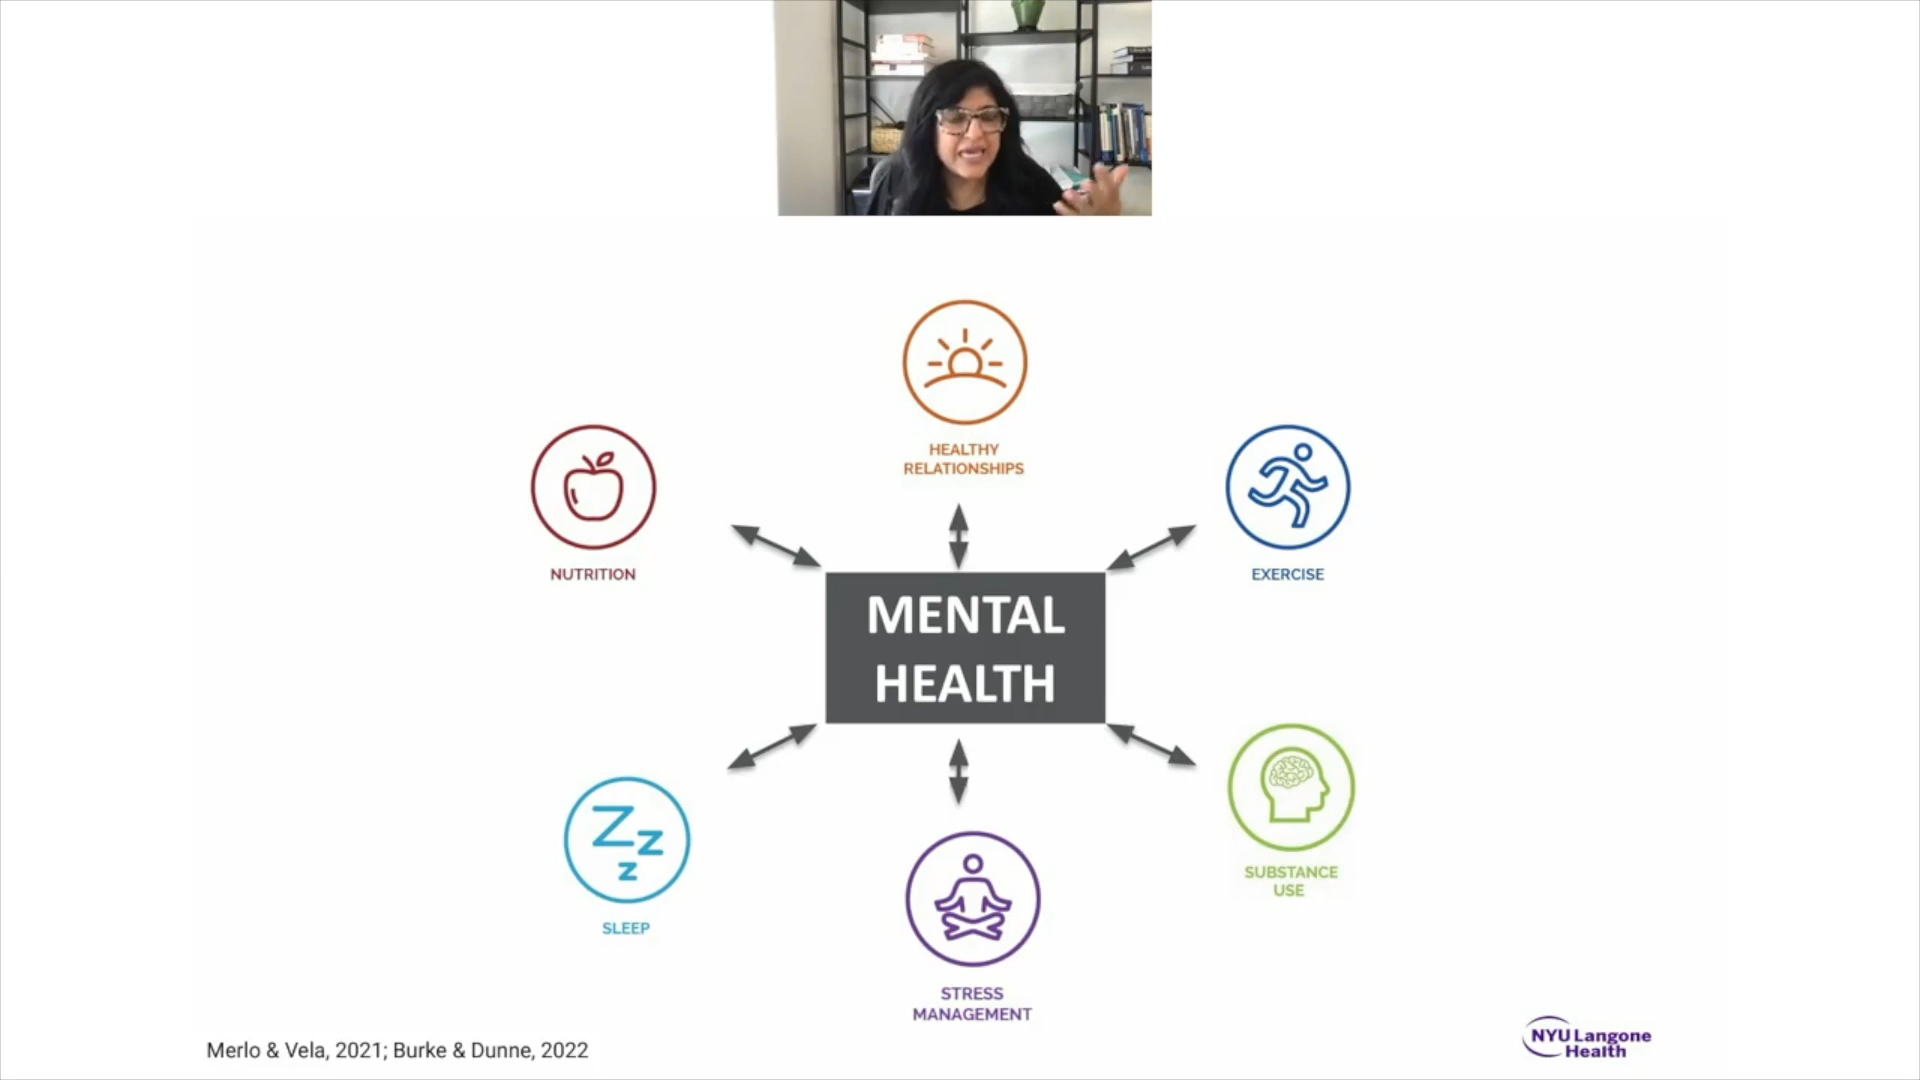 HEALTHY
RELATIONSHIPS
NUTRITION
EXERCISE
MENTAL
HEALTH
Zzz
SUBSTANCE
USE
SLEEP
STRESS
MANAGEMENT
Merlo & Vela, 2021; Burke & Dunne, 2022
NYU Langone
Health